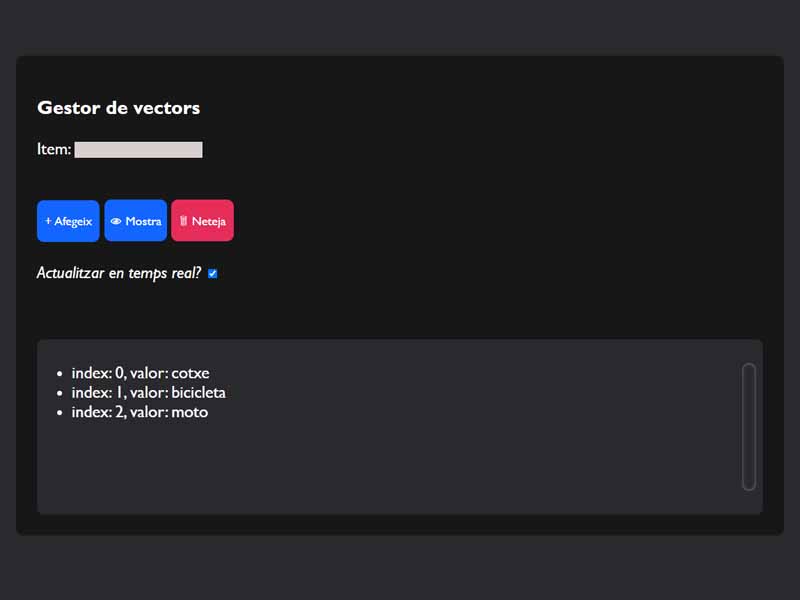 Gestor de vectors
Item:
+ Afegeix Mostra Neteja
Actualitzar en temps real?
• index: 0, valor: cotxe
• index: 1, valor: bicicleta
• index: 2, valor: moto